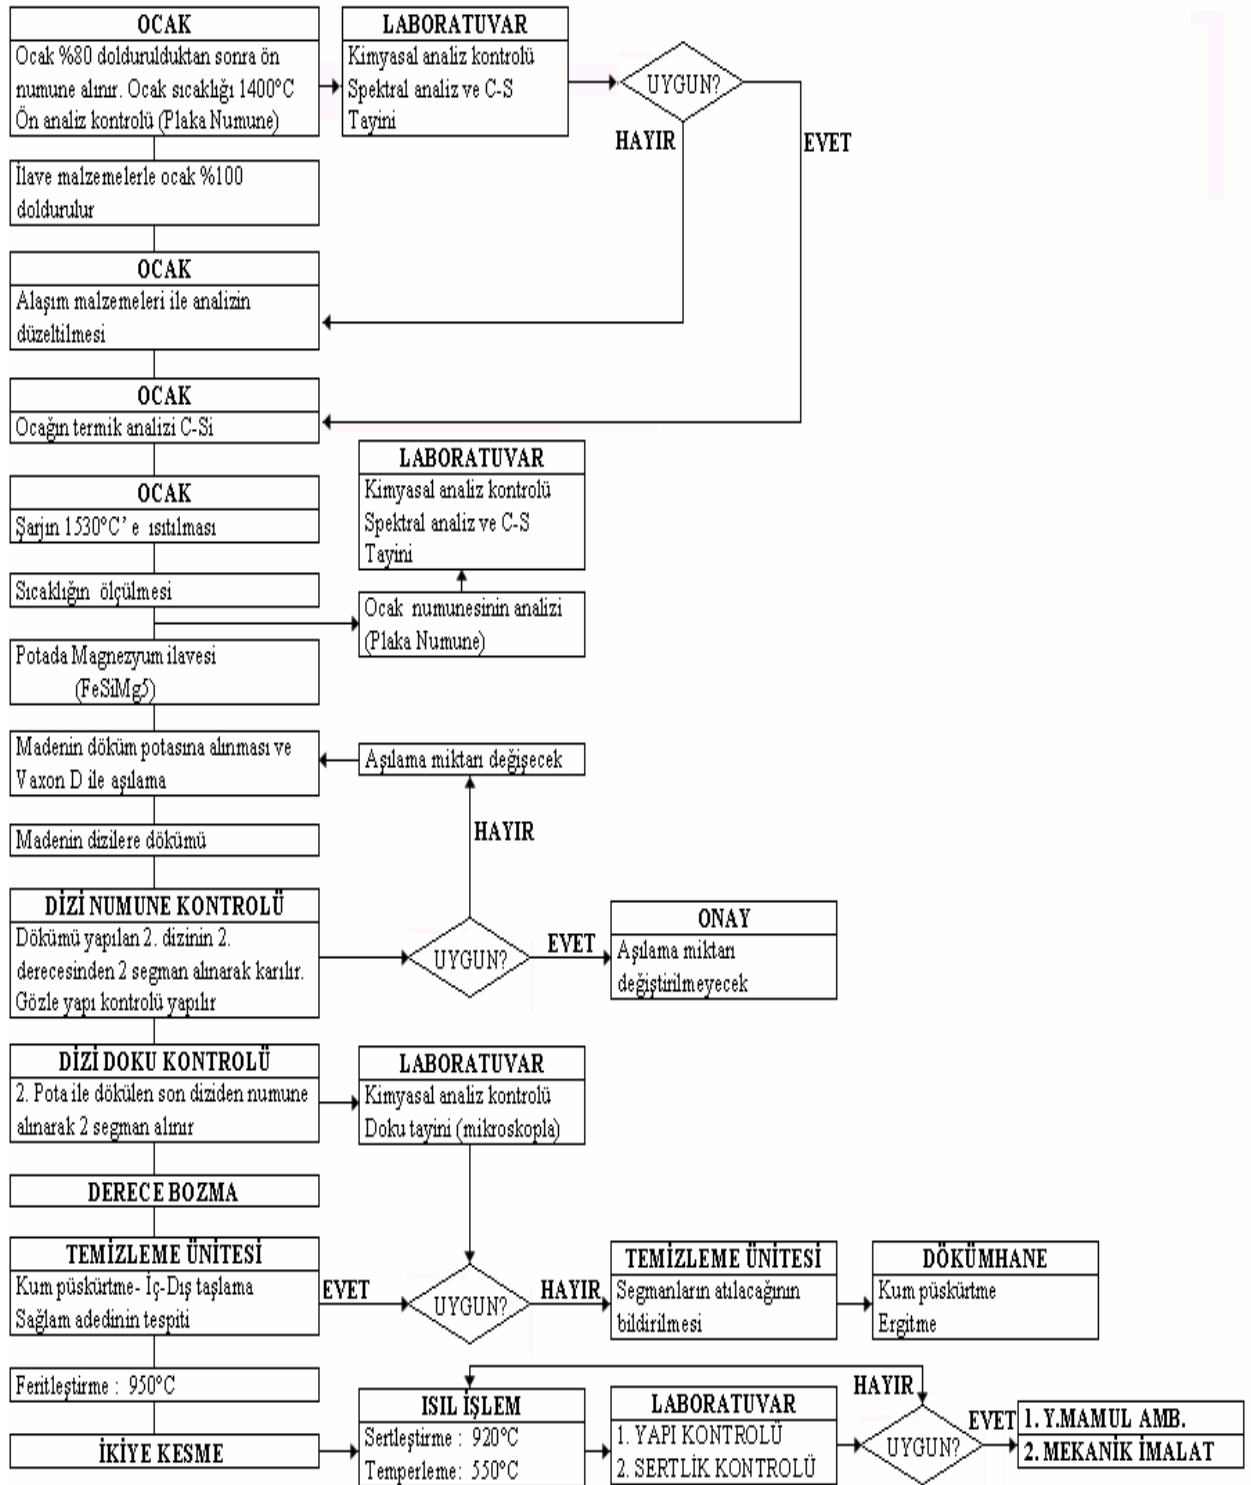 OCAK
Ocak %80 doldurulduktan sonra ön
numune alınır. Ocak sıcaklığı 1400°C
Ön analiz kontrolü (Plaka Numune)
LABORATUVAR
Kimyasal analiz kontrolü
Spektral analiz ve C-S
Tayini
UYGUN?
HAYIR
EVET
İlave malzemelerle ocak %100
doldurulur
OCAK
Alaşım malzemeleri ile analizin
düzeltilmesi
OCAK
Ocağın termik analizi C-Si
OCAK
Şarjın 1530°C' e ısıtılması
LABORATUVAR
Kimyasal analiz kontrolü
Spektral analiz ve C-S
Tayini
Sıcaklığın ölçülmesi
Ocak numunesinin analizi
(Plaka Numune)
Potada Magnezyum ilavesi
(FeSiMg5)
Madenin döküm potasına alınması ve
Vaxon D ile aşılama
Aşılama miktarı değişecek
HAYIR
Madenin dizilere dökümü
DİZİ NUMUNE KONTROLÜ
Dökümü yapılan 2. dizinin 2.
derecesinden 2 segman alınarak karılır.
Gözle yapı kontrolü yapılır
UYGUN?
EVET
ONAY
Aşılama miktarı
değiştirilmeyecek
DİZİ DOKU KONTROLÜ
2. Pota ile dökülen son diziden numune
alınarak 2 segman alınır
LABORATUVAR
Kimyasal analiz kontrolü
Doku tayini (mikroskopla)
DERECE BOZMA
TEMİZLEME ÜNİTESİ
Kum püskürtme- İç-Dış taşlama
Sağlam adedinin tespiti
EVET
UYGUN?
HAYIR
TEMİZLEME ÜNİTESİ
Segmanların atılacağının
bildirilmesi
DÖKÜMHANE
Kum püskürtme
Ergitme
Feritleştirme : 950°C
İKİYE KESME
ISIL İŞLEM
Sertleştirme : 920°C
Temperleme: 550°C
LABORATUVAR
1. YAPI KONTROLÜ
2. SERTLİK KONTROLÜ
HAYIR
UYGUN?
EVET
1. Y.MAMUL AMB.
2. MEKANİK İMALAT